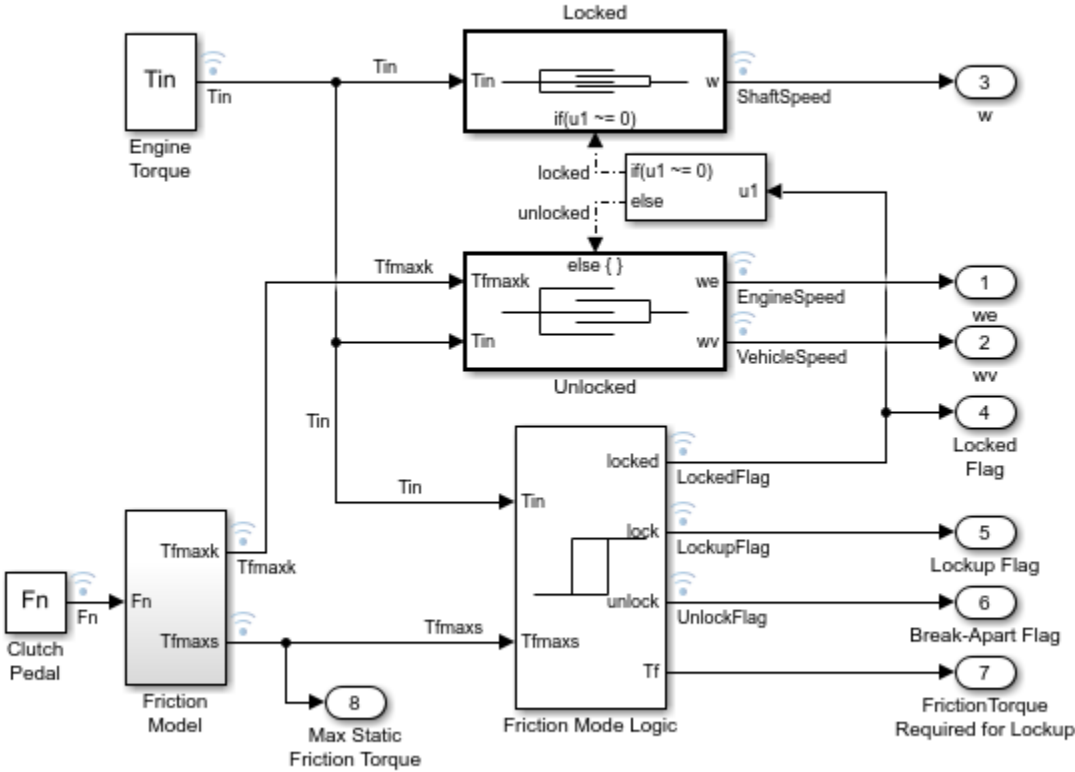 Locked
Tin
Tin
Engine
Torque
Tin
Tin
w
if(u1 ~= 0)
ShaftSpeed
3
w
locked
unlocked
if(u1 ~= 0)
else
u1
Tfmaxk
else { }
Tfmaxk
Tin
we
wv
EngineSpeed
VehicleSpeed
Unlocked
1
we
2
wv
4
Locked
Flag
Tin
Tin
Tin
Tfmaxs
locked
lock
unlock
Tf
LockedFlag
LockupFlag
UnlockFlag
Friction Mode Logic
5
Lockup Flag
6
Break-Apart Flag
7
FrictionTorque
Required for Lockup
Fn
Fn
Clutch
Pedal
Fn
Tfmaxk
Tfmaxs
Tfmaxk
Tfmaxs
Friction
Model
8
Max Static
Friction Torque